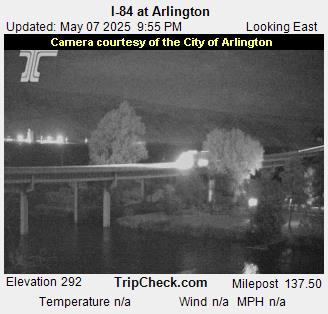 I-84 at Arlington
Updated: May 07 2025 9:55 PM Looking East
Camera courtesy of the City of Arlington
Elevation 292 TripCheck.com Milepost 137.50
Temperature n/a Wind n/a MPH n/a